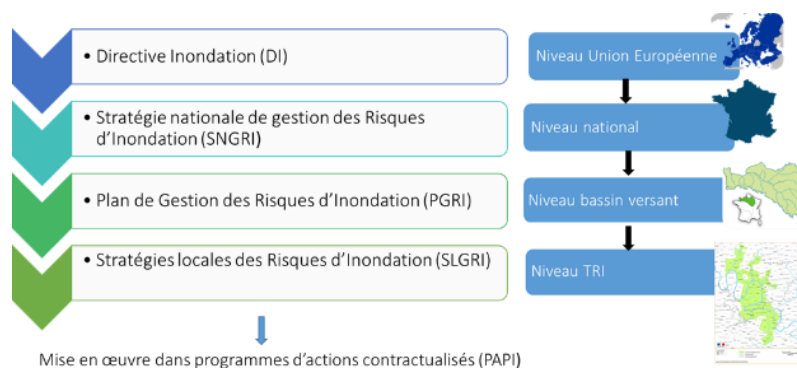 • Directive Inondation (DI)
Niveau Union Européenne
• Stratégie nationale de gestion des Risques
d'Inondation (SNGRI)
Niveau national
• Plan de Gestion des Risques d'Inondation (PGRI)
Niveau bassin versant
• Stratégies locales des Risques d'Inondation (SLGRI)
Niveau TRI
Mise en œuvre dans programmes d'actions contractualisés (PAPI)